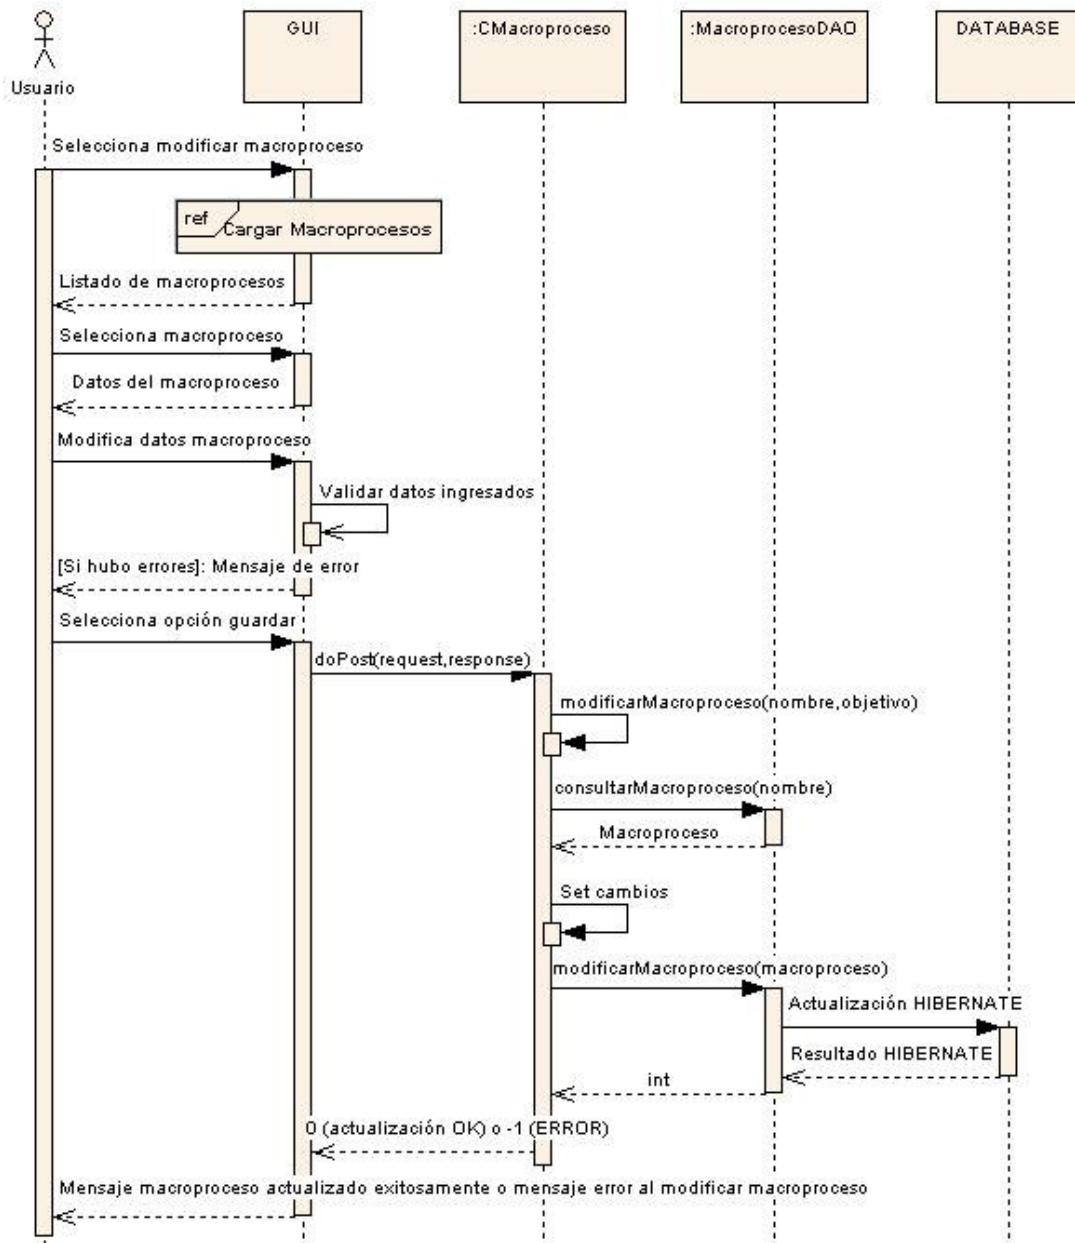 GUI
:CMacroproceso
:MacroprocesoDAO
DATABASE
Usuario
Selecciona modificar macroproceso
ref
Cargar Macroprocesos
Listado de macroprocesos
Selecciona macroproceso
Datos del macroproceso
Modifica datos macroproceso
Validar datos ingresados
[Si hubo errores]: Mensaje de error
Selecciona opción guardar
doPost(request,response)
modificarMacroproceso(nombre,objetivo)
consultarMacroproceso(nombre)
Macroproceso
Set cambios
modificarMacroproceso(macroproceso)
Actualización HIBERNATE
Resultado HIBERNATE
int
0 (actualización OK) o -1 (ERROR)
Mensaje macroproceso actualizado exitosamente o mensaje error al modificar macroproceso